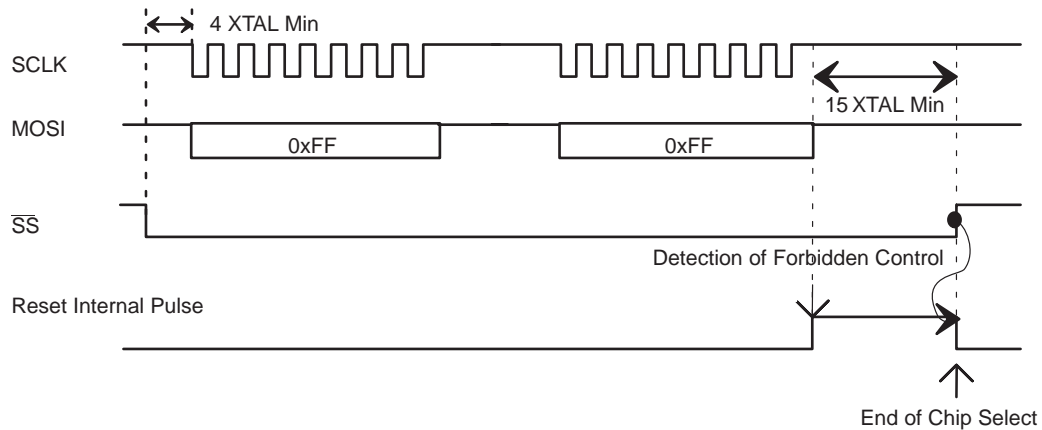 4 XTAL Min
SCLK
15 XTAL Min
MOSI
0xFF
0xFF
SS
Detection of Forbidden Control
Reset Internal Pulse
End of Chip Select